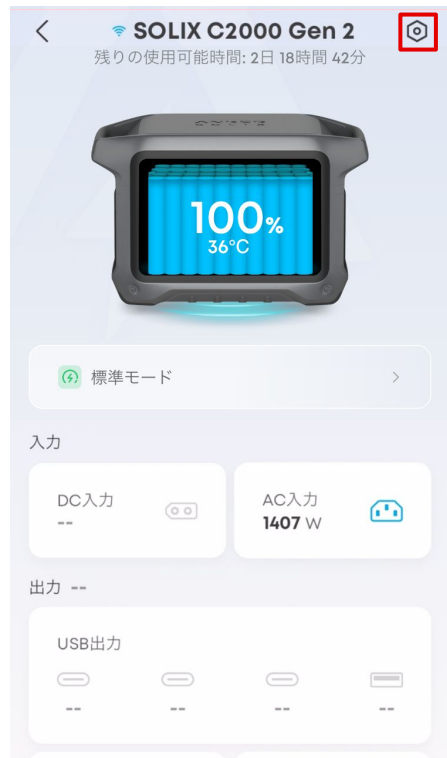 SOLIX C2000 Gen 2
残りの使用可能時間: 2日 18時間 42分
100%
36°C
標準モード
入力
DC入力
--
AC入力
1407 W
出力 --
USB出力
-- -- -- --